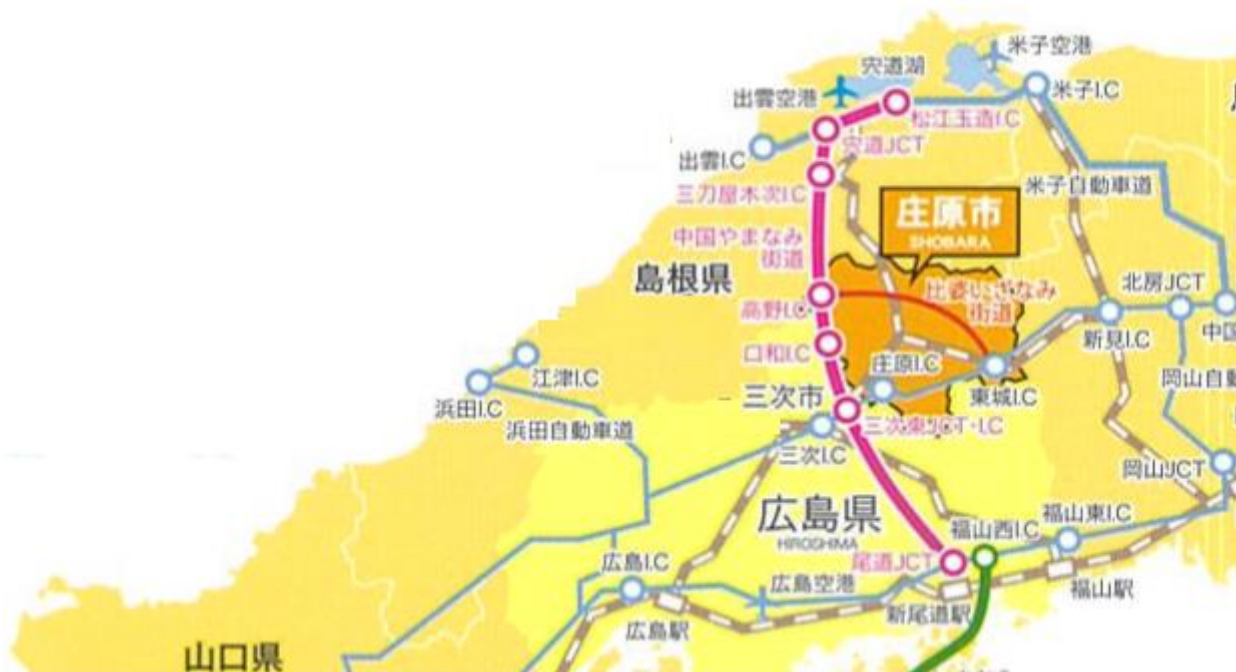 米子空港
宍道湖
米子I.C
出雲空港
松江玉造I.C
宍道JCT
出雲I.C
三刀屋木次I.C
米子自動車道
庄原市
SHOBARA
中国やまなみ
街道
島根県
比婆いざなみ
街道
北房JCT
高野I.C
中国
新見I.C
口和I.C
庄原I.C
江津I.C
岡山自動
三次市
東城I.C
浜田I.C
三次東JCT・I.C
浜田自動車道
三次I.C
岡山JCT
広島県
HIROSHIMA
福山東I.C
福山西I.C
尾道JCT
広島I.C
広島空港
福山駅
新尾道駅
広島駅
山口県